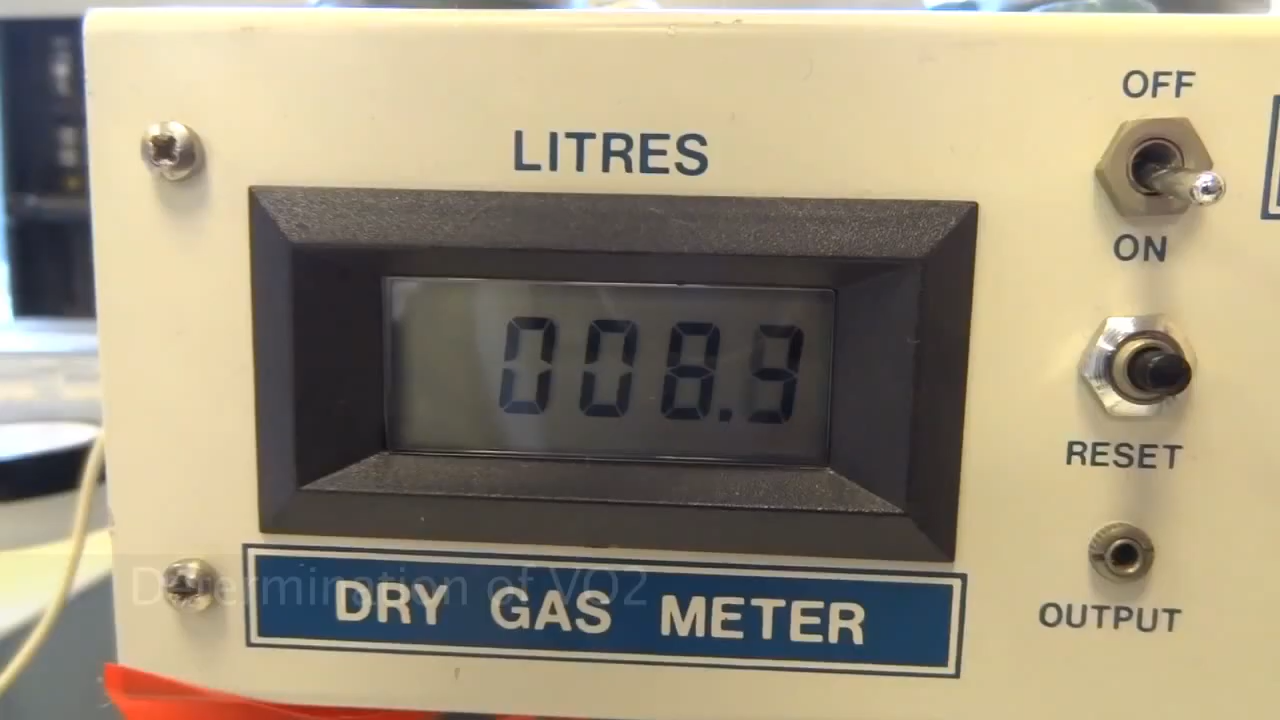 OFF
LITRES
ON
008.9
RESET
Determination of VO2
DRY GAS METER
OUTPUT